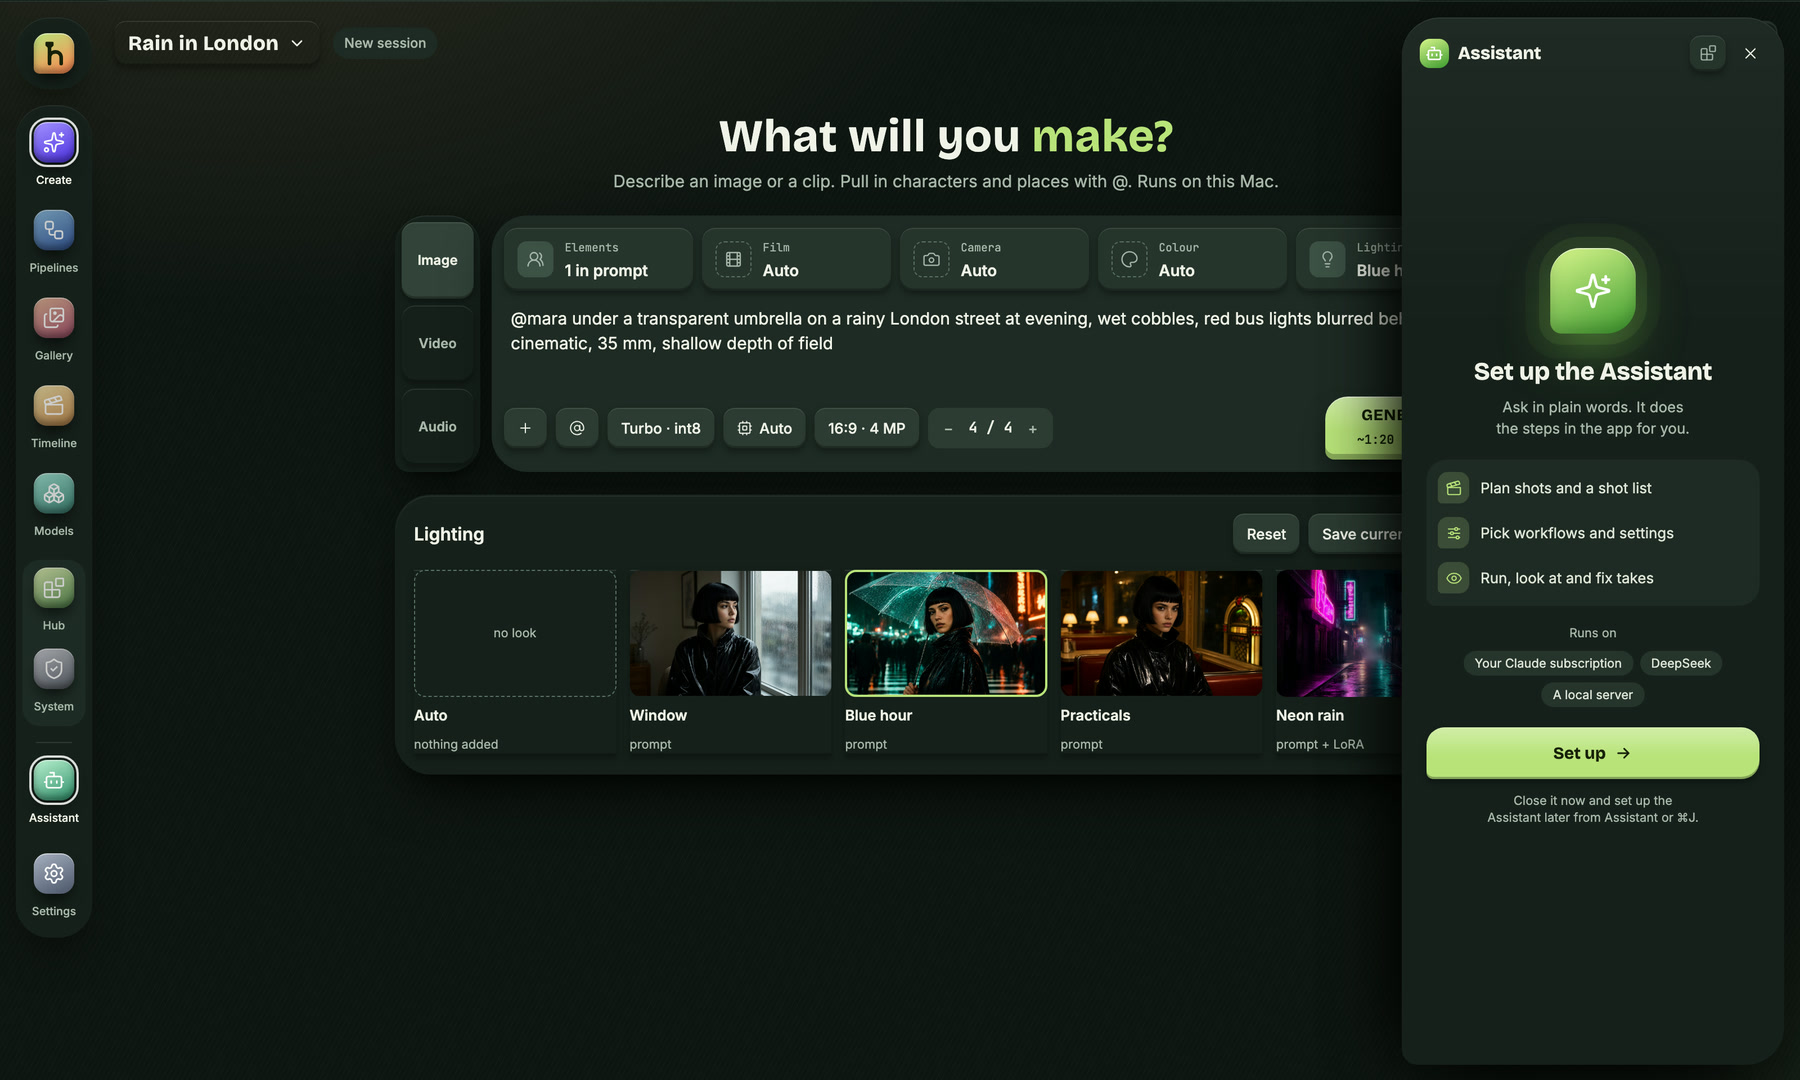 Rain in London
New session
Assistant
Create
Pipelines
Gallery
Timeline
Models
Hub
System
Assistant
Settings
What will you make?
Describe an image or a clip. Pull in characters and places with @. Runs on this Mac.
Image
Video
Audio
Elements
1 in prompt
Film
Auto
Camera
Auto
Colour
Auto
Blue
@mara under a transparent umbrella on a rainy London street at evening, wet cobbles, red bus lights blurred
cinematic, 35 mm, shallow depth of field
+
@
Turbo · int8
Auto
16:9 · 4 MP
− 4 / 4 +
~1:20
Lighting
Reset
Save
no look
Auto
nothing added
Window
prompt
Blue hour
prompt
Practicals
prompt
Neon rain
prompt + LoRA
Set up the Assistant
Ask in plain words. It does
the steps in the app for you.
Plan shots and a shot list
Pick workflows and settings
Run, look at and fix takes
Runs on
Your Claude subscription
DeepSeek
A local server
Set up →
Close it now and set up the
Assistant later from Assistant or ⌘J.